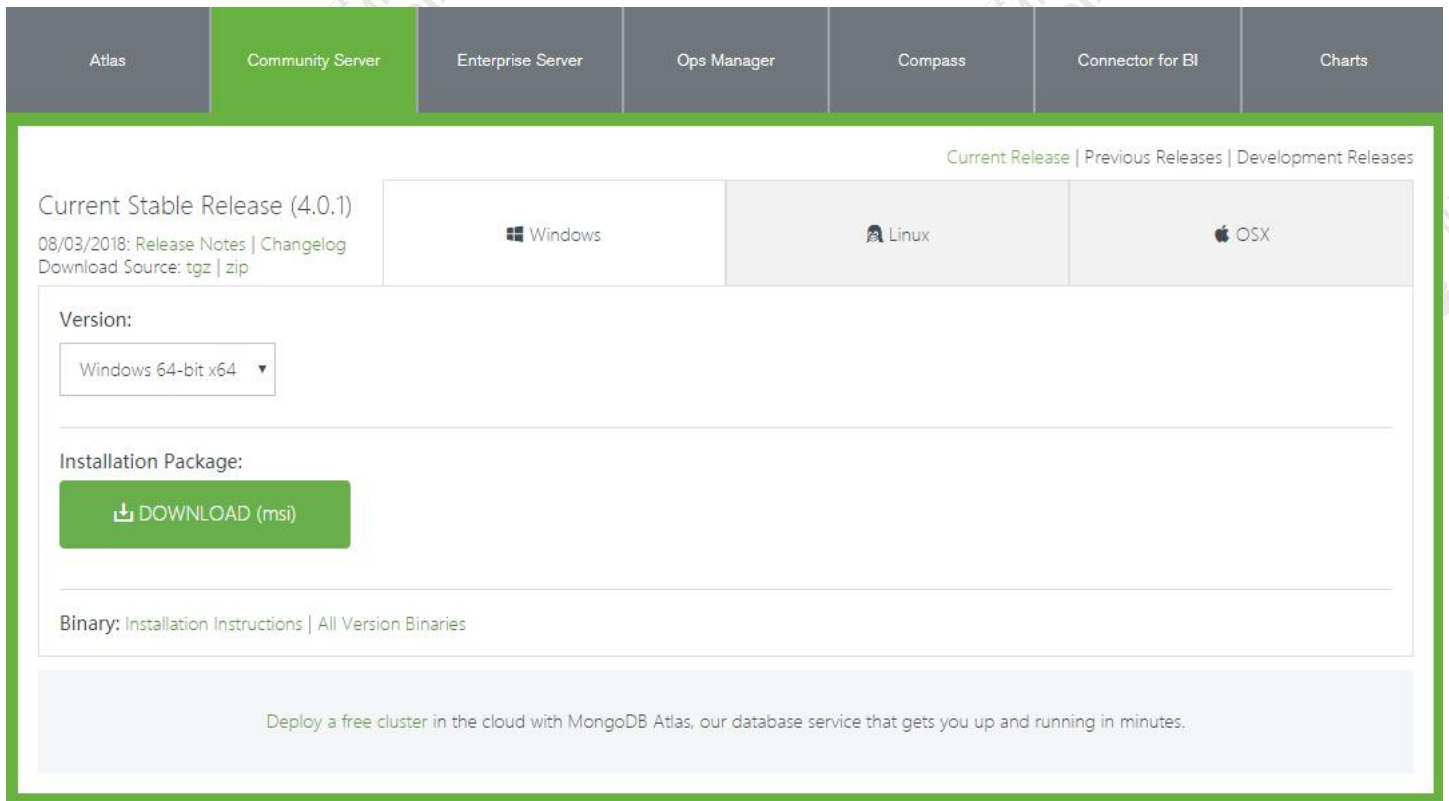 Atlas
Community Server
Enterprise Server
Ops Manager
Compass
Connector for BI
Charts
Current Release | Previous Releases | Development Releases
Current Stable Release (4.0.1)
08/03/2018: Release Notes | Changelog
Download Source: tgz | zip
Windows
Linux
OSX
Version:
Windows 64-bit x64
Installation Package:
DOWNLOAD (msi)
Binary: Installation Instructions | All Version Binaries
Deploy a free cluster in the cloud with MongoDB Atlas, our database service that gets you up and running in minutes.